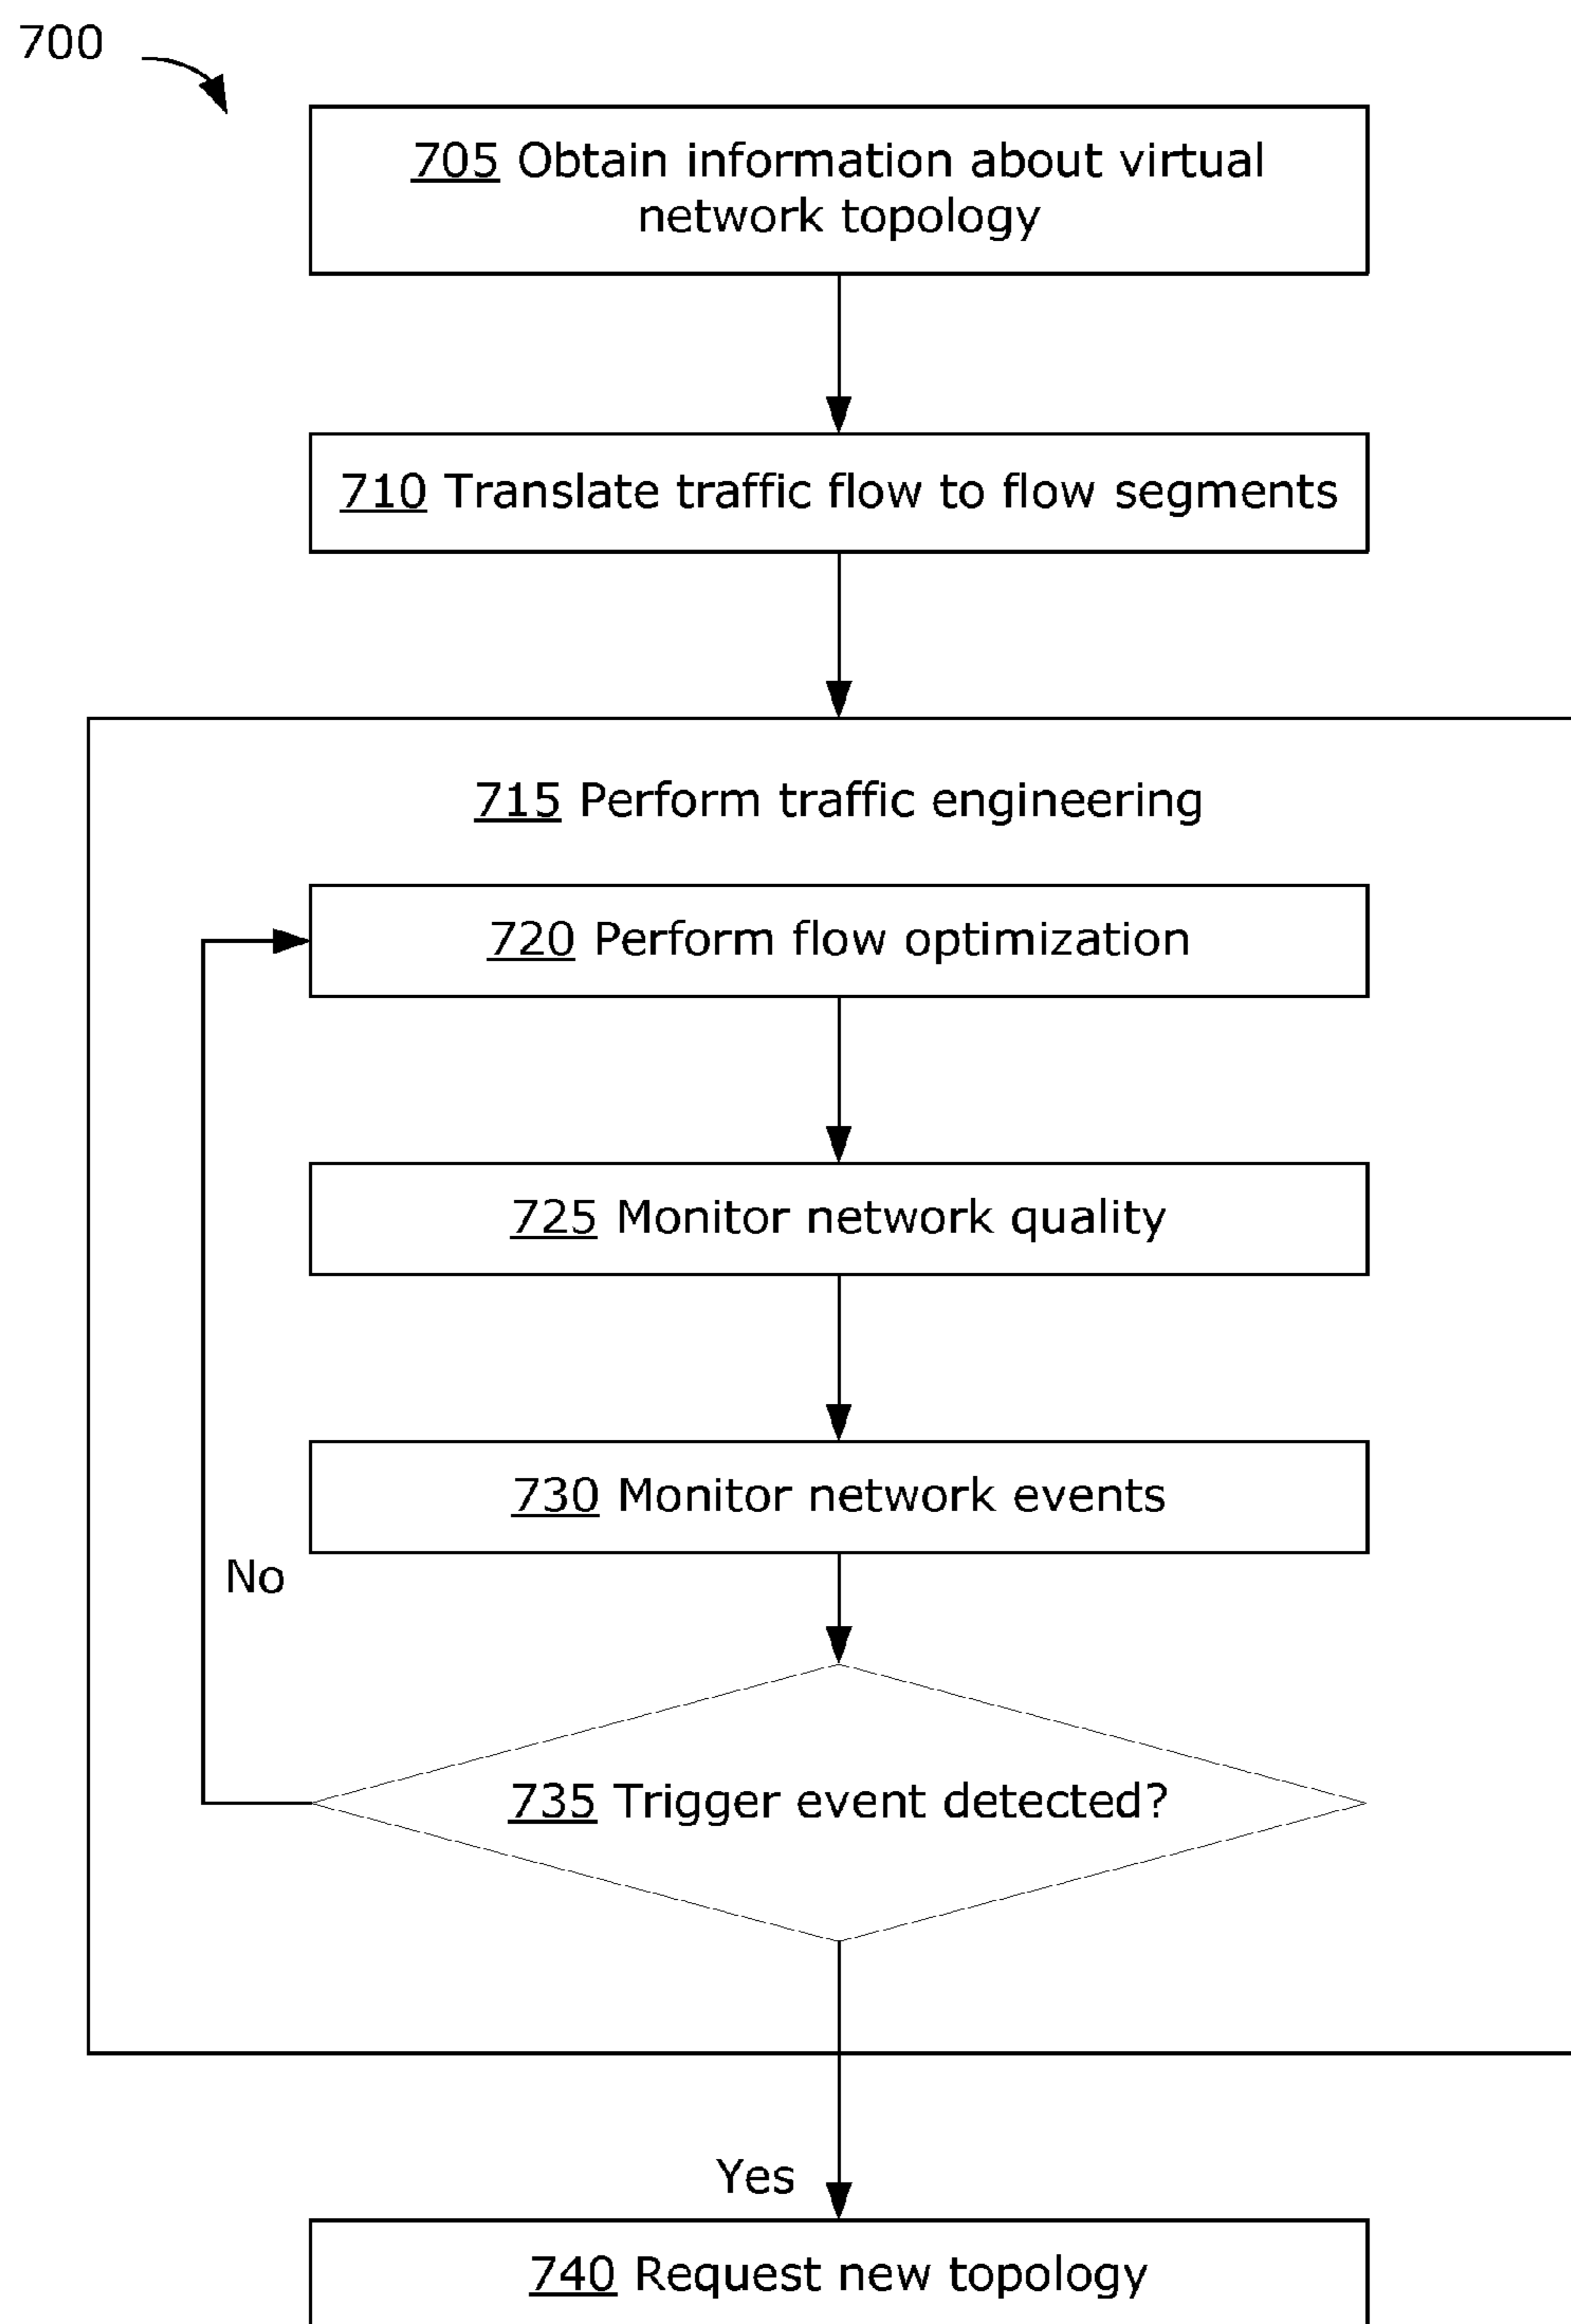 700
705 Obtain information about virtual
network topology
710 Translate traffic flow to flow segments
715 Perform traffic engineering
720 Perform flow optimization
725 Monitor network quality
730 Monitor network events
No
735 Trigger event detected?
Yes
740 Request new topology